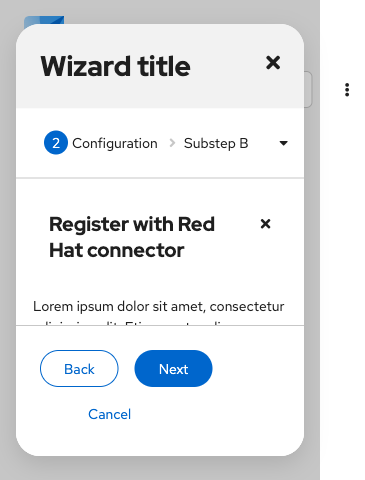 Wizard title
2 Configuration Substep B
Register with Red
Hat connector
Lorem ipsum dolor sit amet, consectetur
Back Next
Cancel